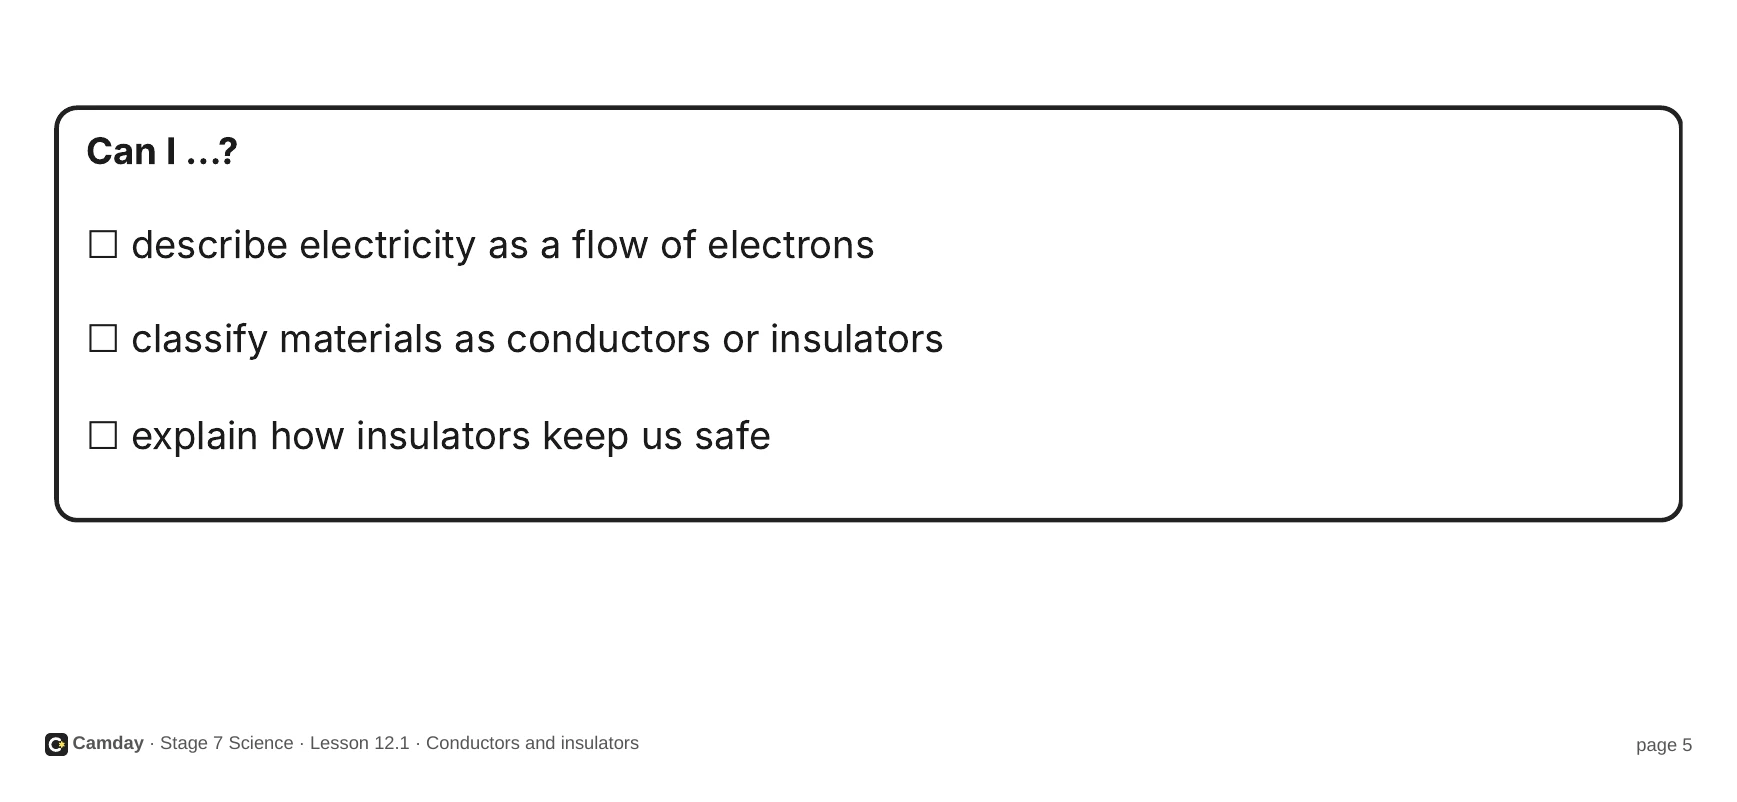 Can I …?
☐ describe electricity as a flow of electrons
☐ classify materials as conductors or insulators
☐ explain how insulators keep us safe
Camday · Stage 7 Science · Lesson 12.1 · Conductors and insulators
page 5